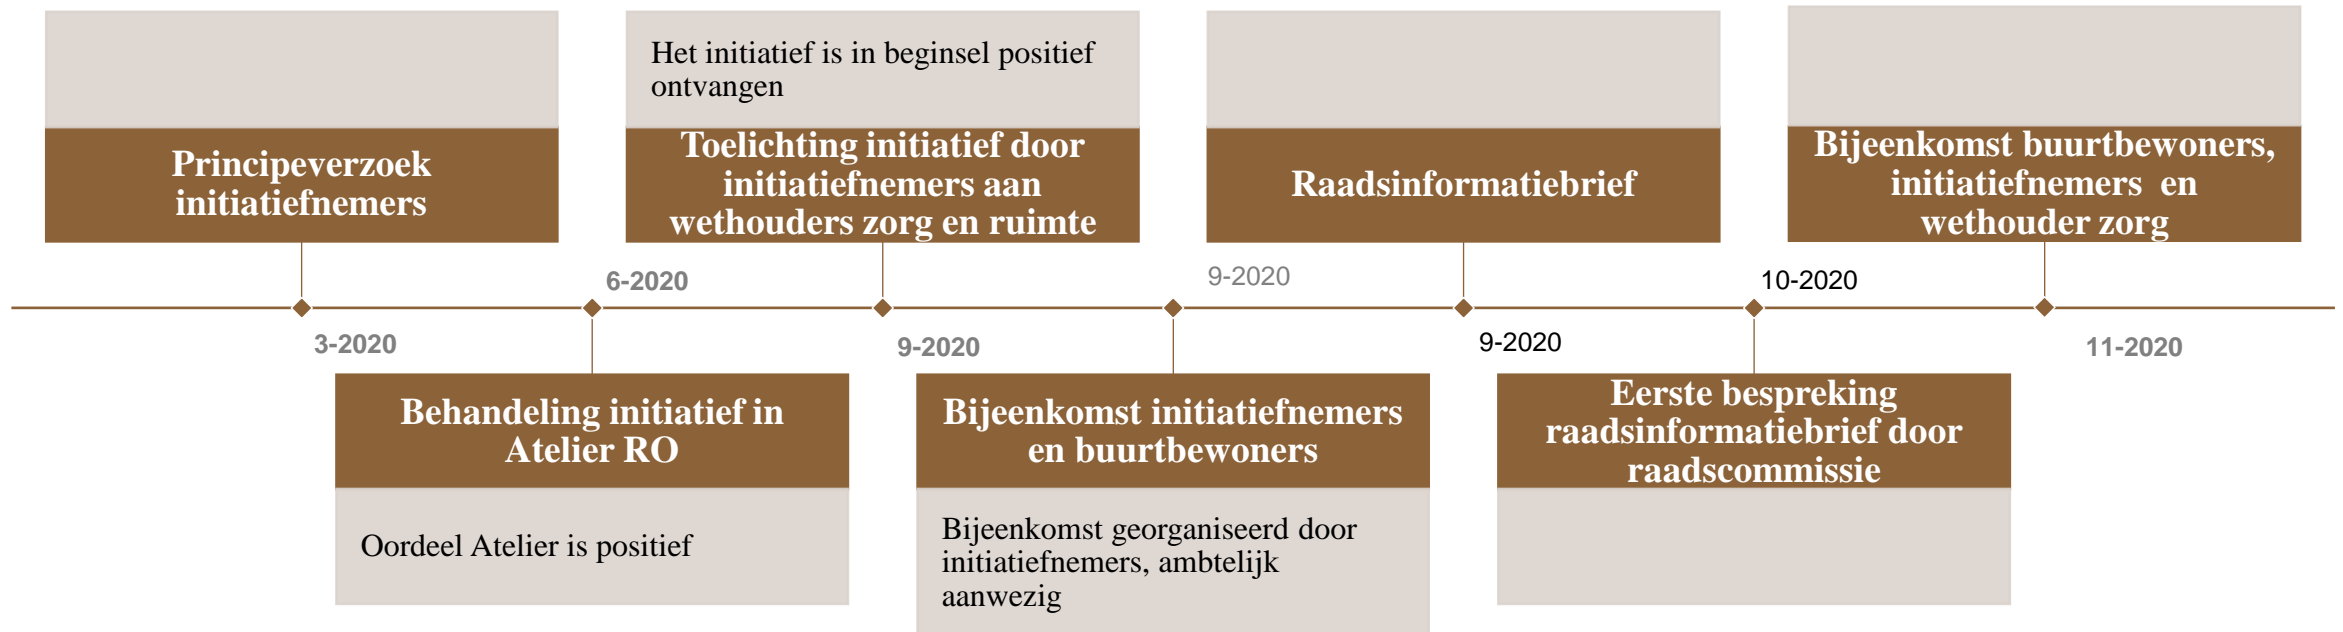 Principeverzoek
initiatiefnemers
3-2020
6-2020
Behandeling initiatief in
Atelier RO
Oordeel Atelier is positief
Het initiatief is in beginsel positief
ontvangen
Toelichting initiatief door
initiatiefnemers aan
wethouders zorg en ruimte
9-2020
9-2020
Bijeenkomst initiatiefnemers
en buurtbewoners
Bijeenkomst georganiseerd door
initiatiefnemers, ambtelijk
aanwezig
Raadsinformatiebrief
9-2020
10-2020
Eerste bespreking
raadsinformatiebrief door
raadscommissie
Bijeenkomst buurtbewoners,
initiatiefnemers en
wethouder zorg
11-2020